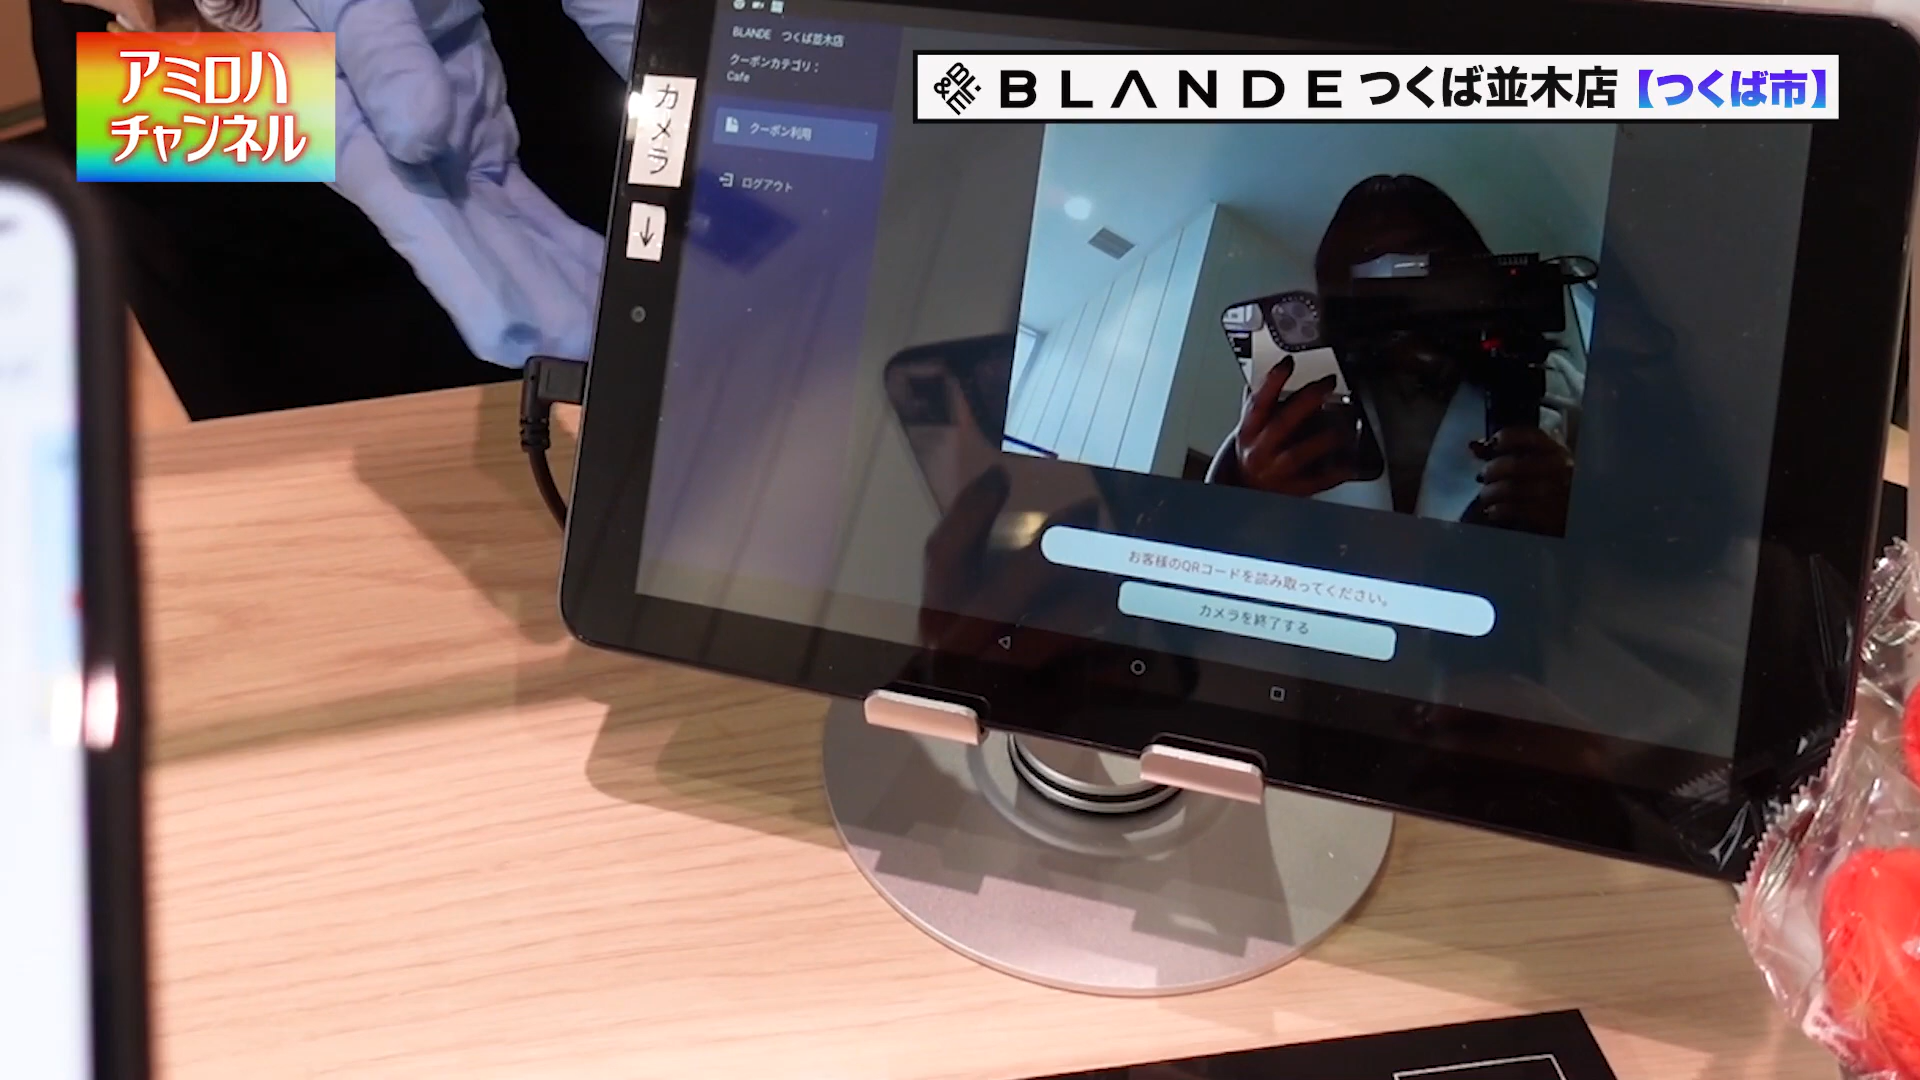 アミロハ
チャンネル
BL
&E
BLANDEつくば並木店【つくば市】
BLANDE つくば並木店
クーポンカテゴリ：
Cafe
クーポン利用
ログアウト
カメラ
↓
お客様のQRコードを読み取ってください。
カメラを終了する